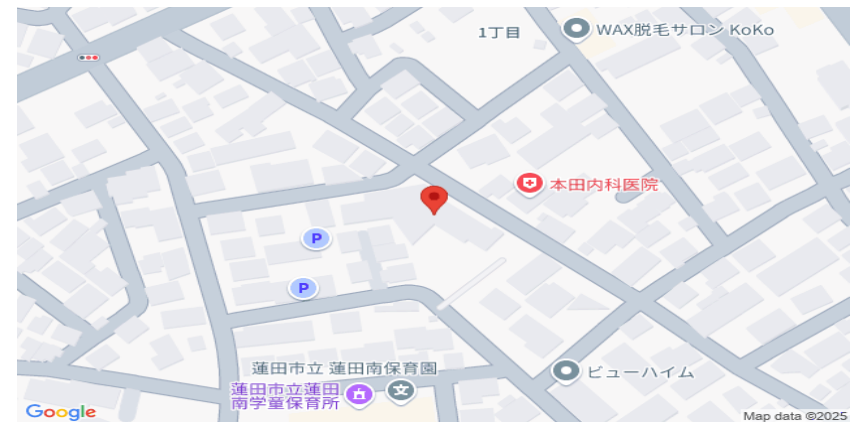 1丁目
WAX脱毛サロン KoKo
本田内科医院
P
P
蓮田市立 蓮田南保育園
蓮田市立蓮田
南学童保育所
文
ビューハイム
Google
Map data ©2025